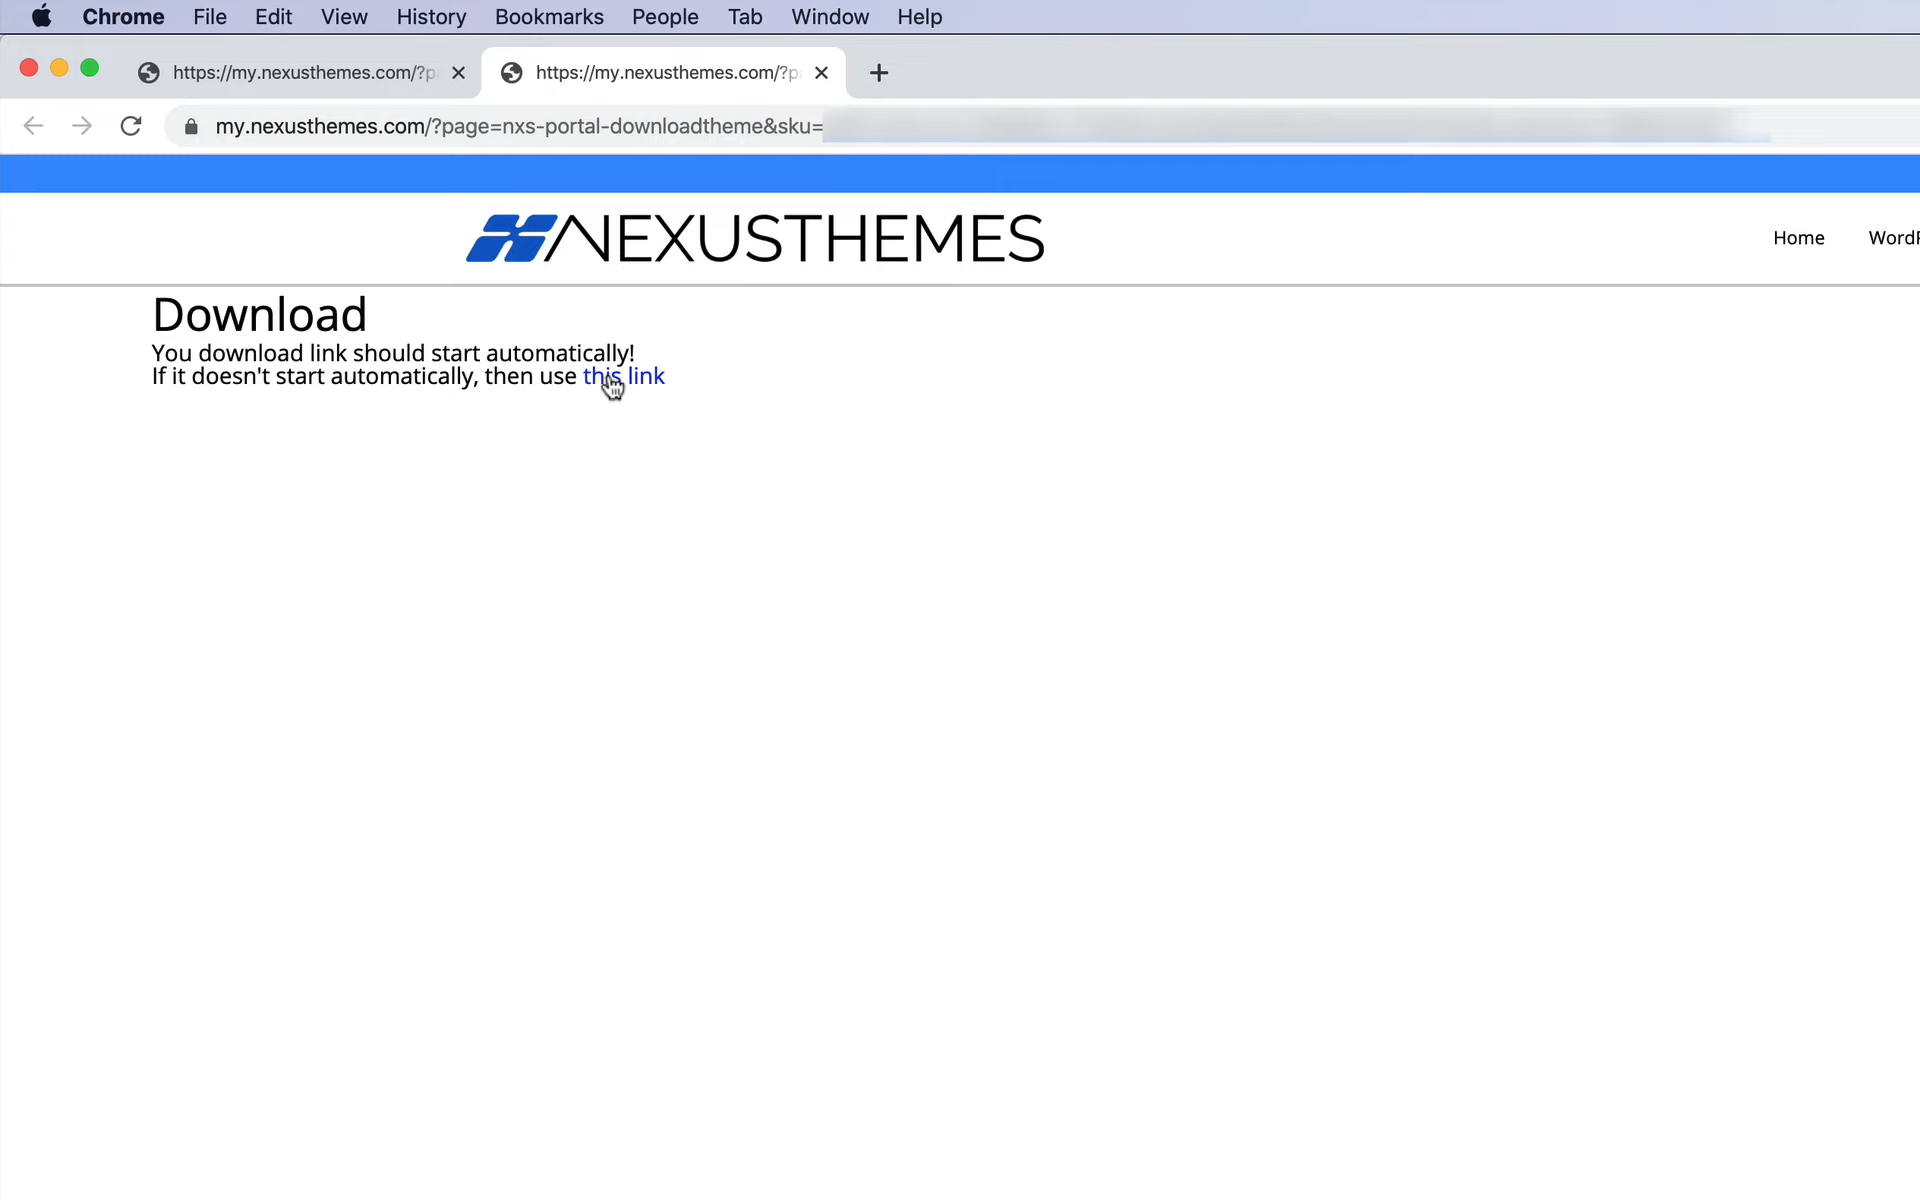 Chrome File Edit View History Bookmarks People Tab Window Help
https://my.nexusthemes.com/?p https://my.nexusthemes.com/?p
my.nexusthemes.com/?page=nxs-portal-downloadtheme&sku=
NEXUSTHEMES
Home WordP
Download
You download link should start automatically!
If it doesn't start automatically, then use this link